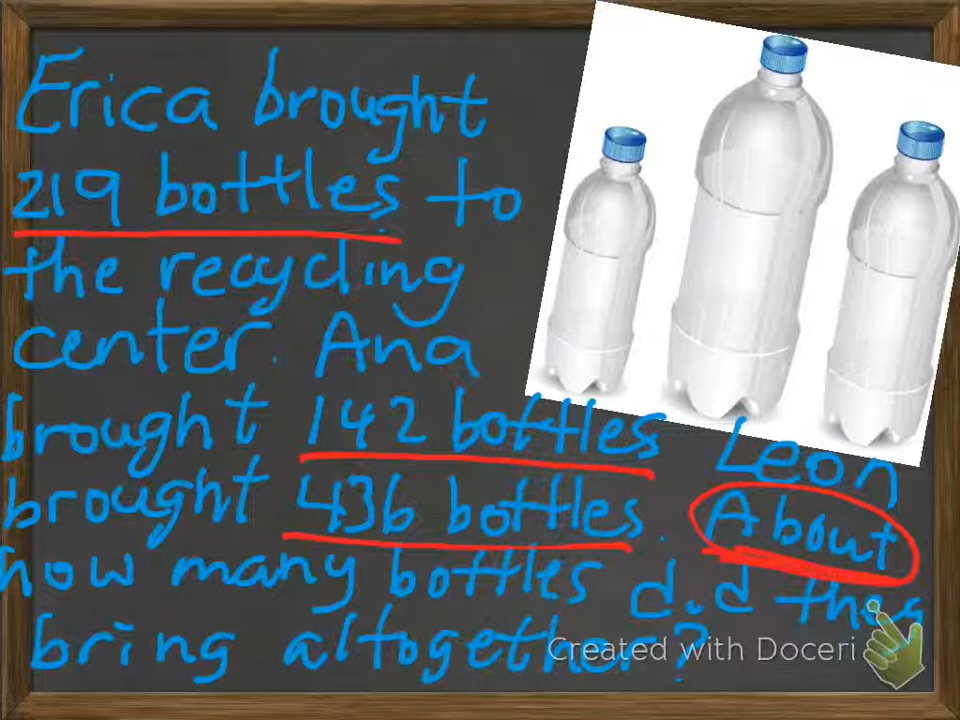 Erica brought
219 bottles to
the recycling
center. Ana
brought 142 bottles Leon
brought 436 bottles. About
how many bottles did they
bring altogether?
Created with Doceri